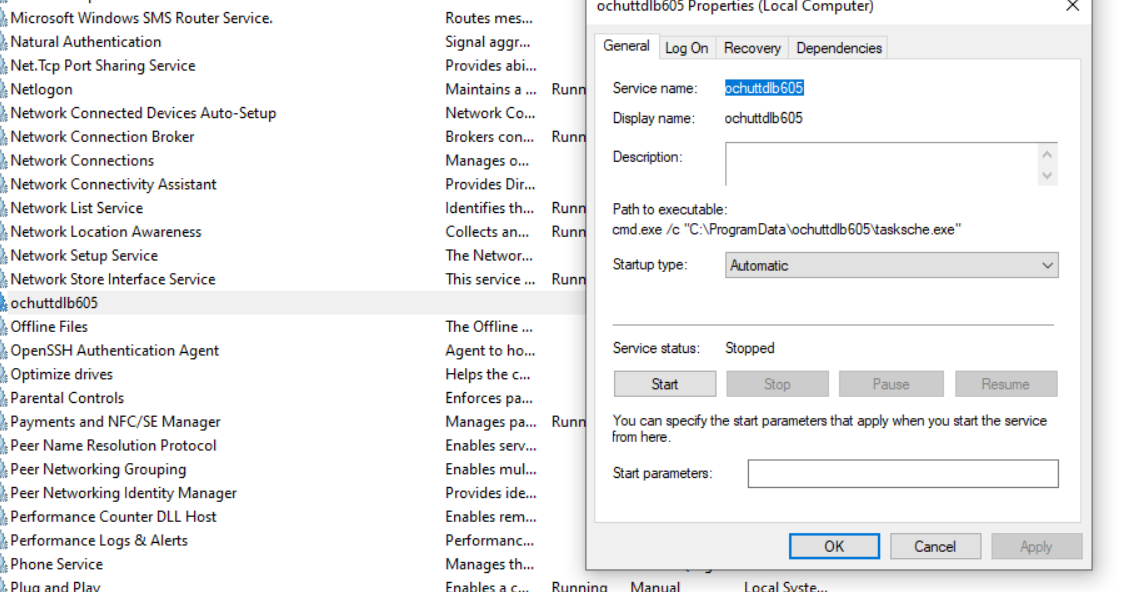 Microsoft Windows SMS Router Service. Routes mes...
Natural Authentication Signal aggr...
Net.Tcp Port Sharing Service Provides abi...
Netlogon Maintains a ... Runn
Network Connected Devices Auto-Setup Network Co...
Network Connection Broker Brokers con... Runn
Network Connections Manages o...
Network Connectivity Assistant Provides Dir...
Network List Service Identifies th... Runn
Network Location Awareness Collects an... Runn
Network Setup Service The Networ...
Network Store Interface Service This service ... Runn
ochuttdlb605
Offline Files The Offline ...
OpenSSH Authentication Agent Agent to ho...
Optimize drives Helps the c...
Parental Controls Enforces pa...
Payments and NFC/SE Manager Manages pa... Runn
Peer Name Resolution Protocol Enables serv...
Peer Networking Grouping Enables mul...
Peer Networking Identity Manager Provides ide...
Performance Counter DLL Host Enables rem...
Performance Logs & Alerts Performanc...
Phone Service Manages th...
Plug and Play Enables a c... Running Manual Local Syste...
ochuttdlb605 Properties (Local Computer)
General Log On Recovery Dependencies
Service name: ochuttdlb605
Display name: ochuttdlb605
Description:
Path to executable:
cmd.exe /c "C:\ProgramData\ochuttdlb605\tasksche.exe"
Startup type: Automatic
Service status: Stopped
Start Stop Pause Resume
You can specify the start parameters that apply when you start the service
from here.
Start parameters:
OK Cancel Apply